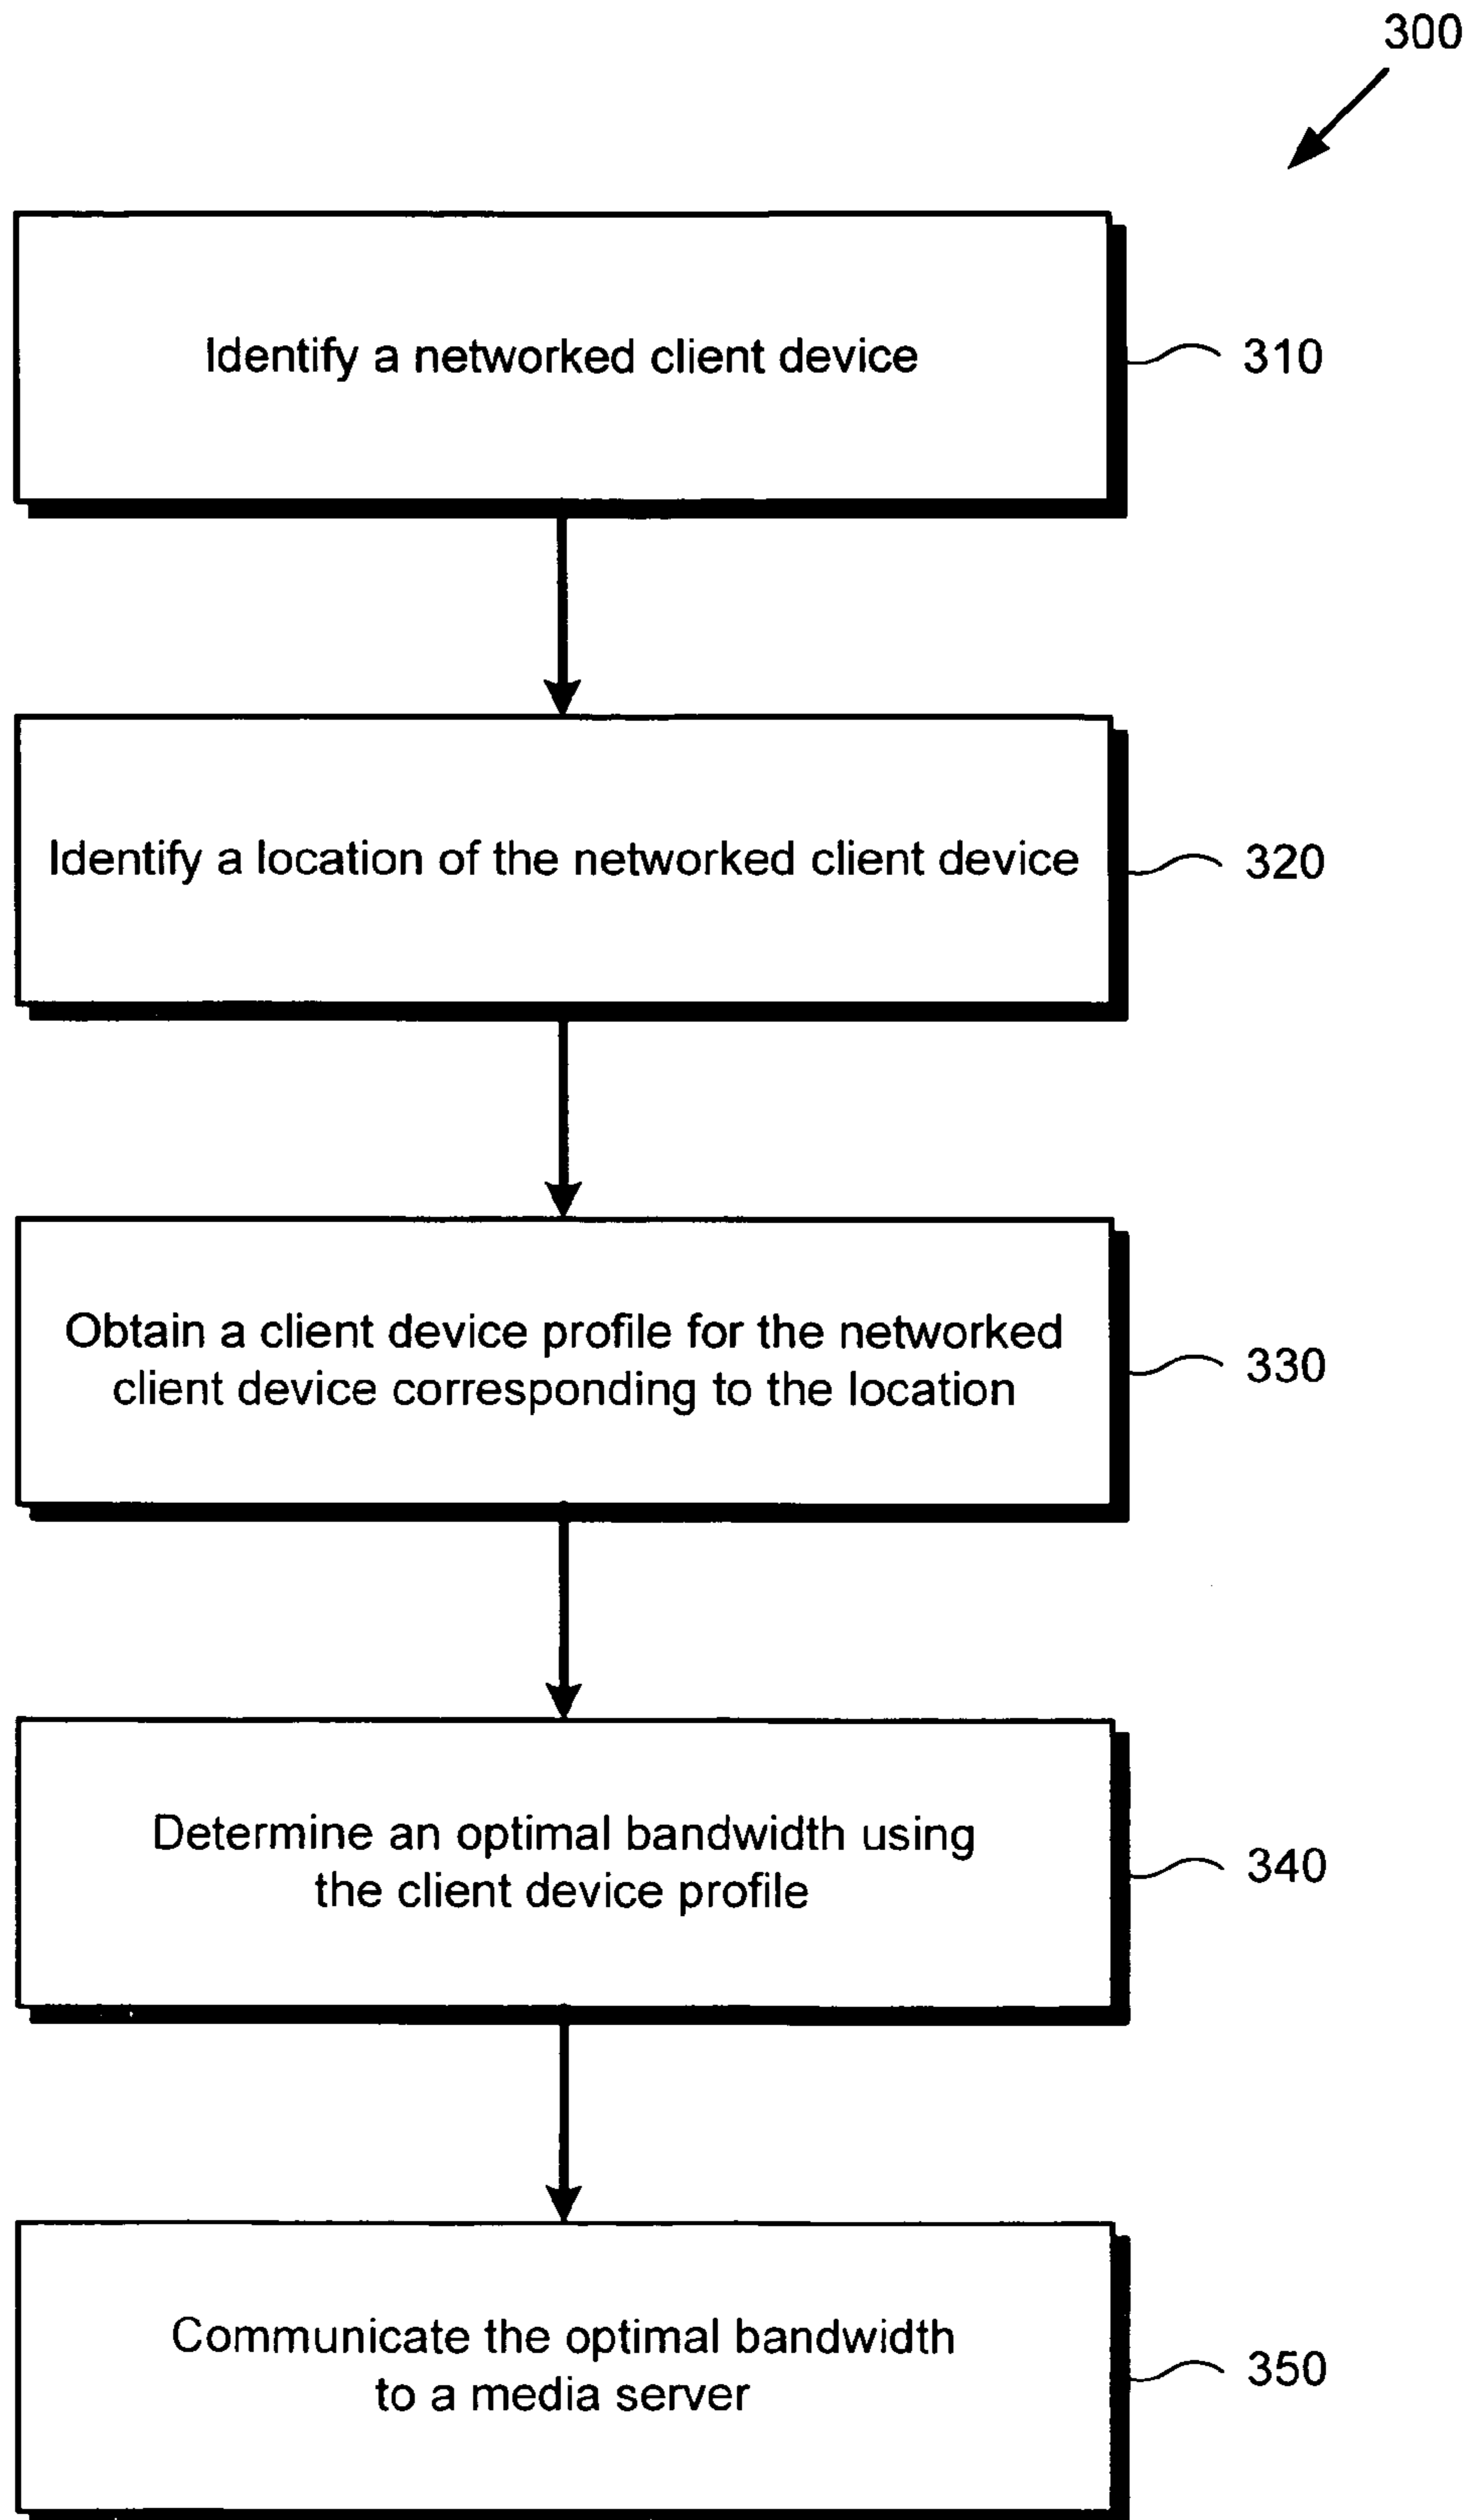 300
Identify a networked client device
310
Identify a location of the networked client device
320
Obtain a client device profile for the networked
client device corresponding to the location
330
Determine an optimal bandwidth using
the client device profile
340
Communicate the optimal bandwidth
to a media server
350